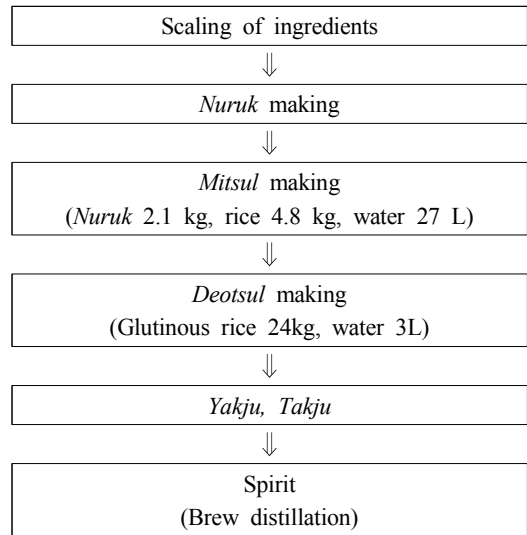 Scaling of ingredients
⇓
Nuruk making
⇓
Mitsul making
(Nuruk 2.1 kg, rice 4.8 kg, water 27 L)
⇓
Deotsul making
(Glutinous rice 24kg, water 3L)
⇓
Yakju, Takju
⇓
Spirit
(Brew distillation)